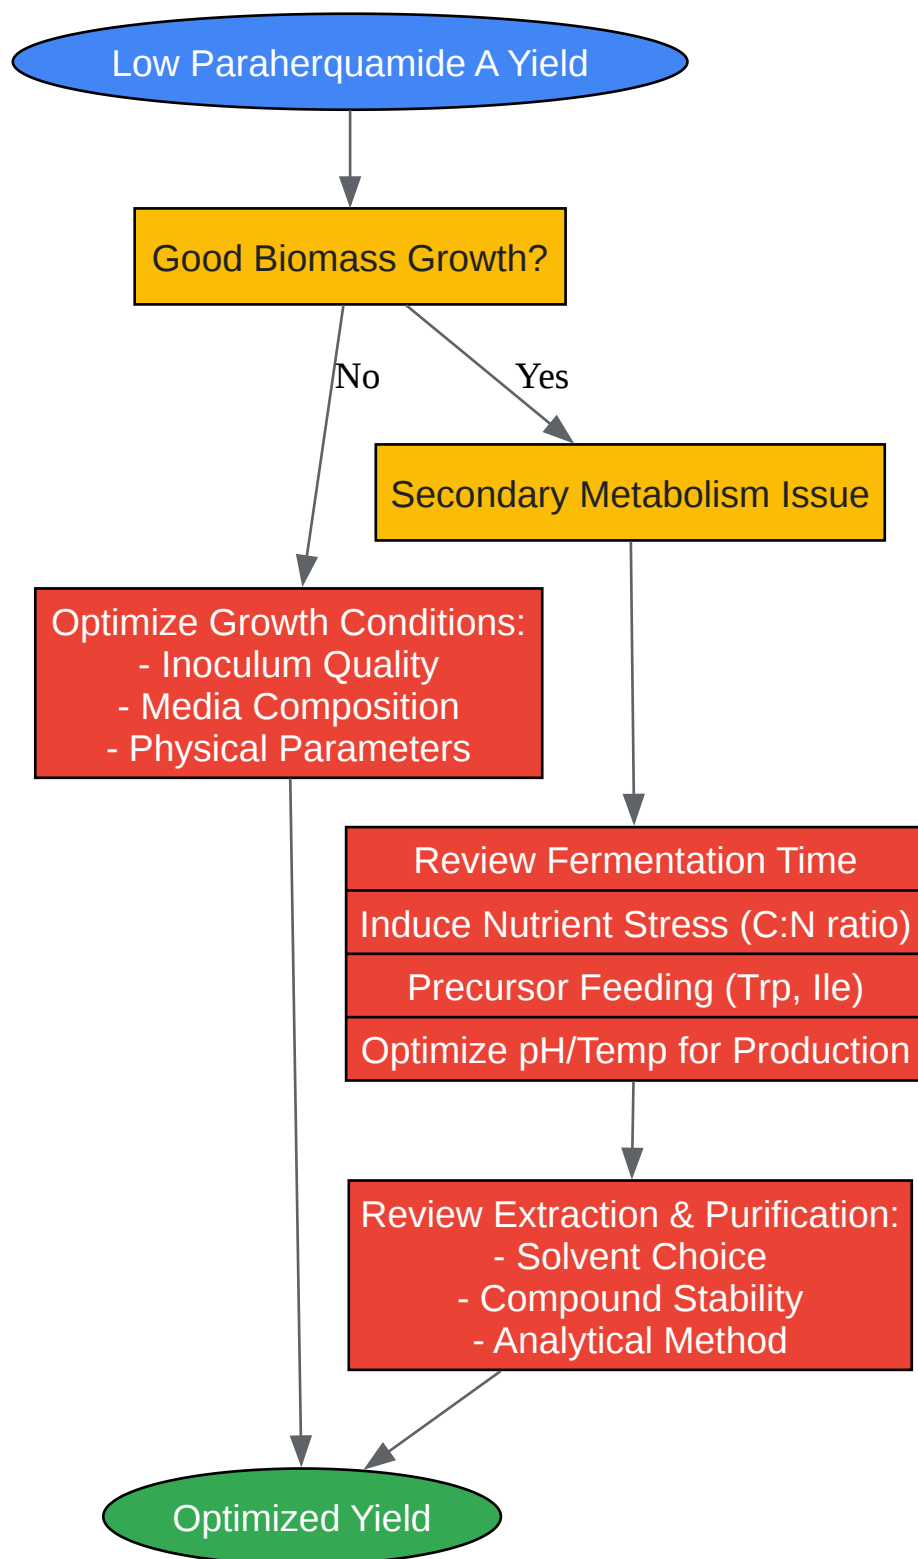 Low Paraherquamide A Yield
Good Biomass Growth?
No
Yes
Secondary Metabolism Issue
Optimize Growth Conditions:
- Inoculum Quality
- Media Composition
- Physical Parameters
Review Fermentation Time
Induce Nutrient Stress (C:N ratio)
Precursor Feeding (Trp, Ile)
Optimize pH/Temp for Production
Review Extraction & Purification:
- Solvent Choice
- Compound Stability
- Analytical Method
Optimized Yield